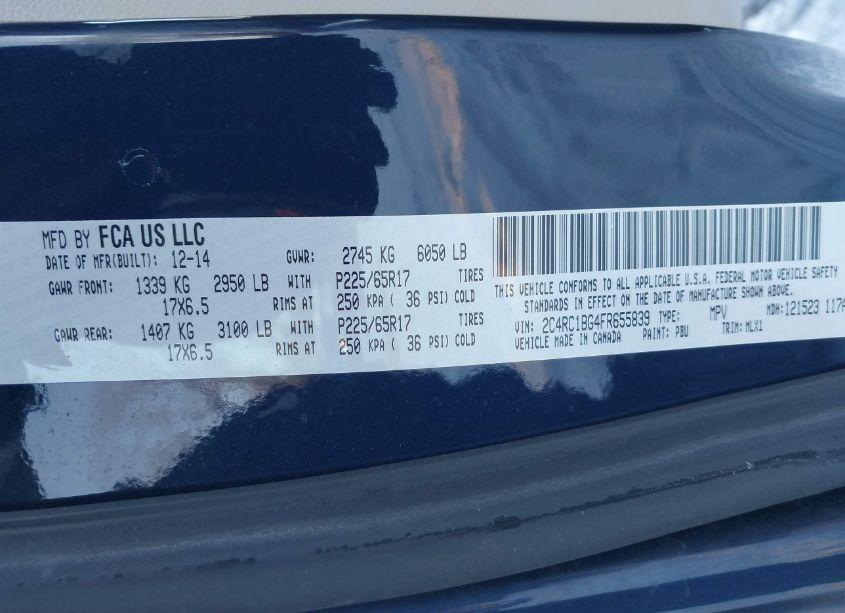 MFD BY FCA US LLC
DATE OF MFR(BUILT): 12-14 GVWR: 2745 KG 6050 LB
GAWR FRONT: 1339 KG 2950 LB WITH P225/65R17 TIRES
17X6.5 RIMS AT 250 KPA ( 36 PSI) COLD
GAWR REAR: 1407 KG 3100 LB WITH P225/65R17 TIRES
17X6.5 RIMS AT 250 KPA ( 36 PSI) COLD
THIS VEHICLE CONFORMS TO ALL APPLICABLE U.S.A. FEDERAL MOTOR VEHICLE SAFETY
STANDARDS IN EFFECT ON THE DATE OF MANUFACTURE SHOWN ABOVE.
VIN: 2C4RC1BG4FR655839 TYPE: MPV MDH: 121523 117A
VEHICLE MADE IN CANADA PAINT: PBU TRIM: MLX1